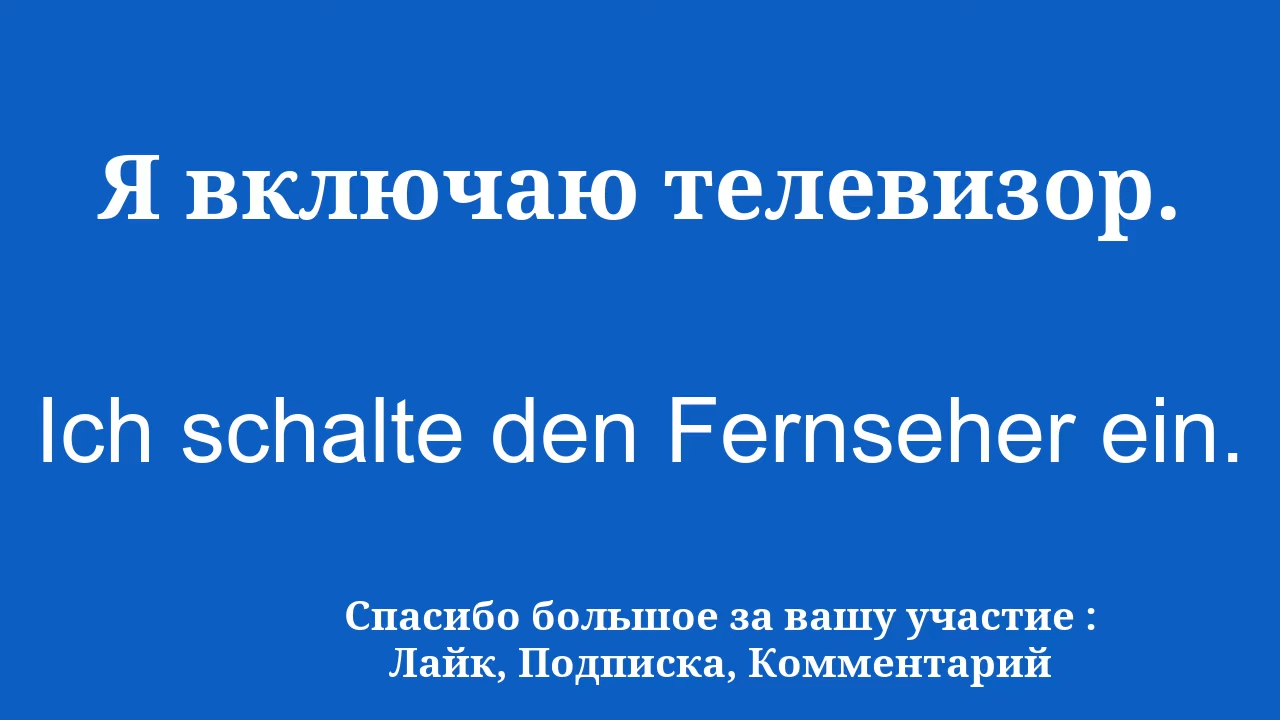 Я включаю телевизор.
Ich schalte den Fernseher ein.
Спасибо большое за вашу участие :
Лайк, Подписка, Комментарий